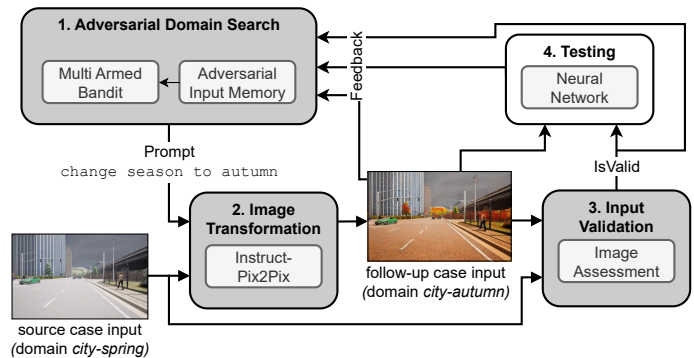 1. Adversarial Domain Search
Multi Armed
Bandit
Adversarial
Input Memory
Feedback
4. Testing
Neural
Network
Prompt
change season to autumn
IsValid
2. Image
Transformation
Instruct-
Pix2Pix
3. Input
Validation
Image
Assessment
follow-up case input
(domain city-autumn)
source case input
(domain city-spring)